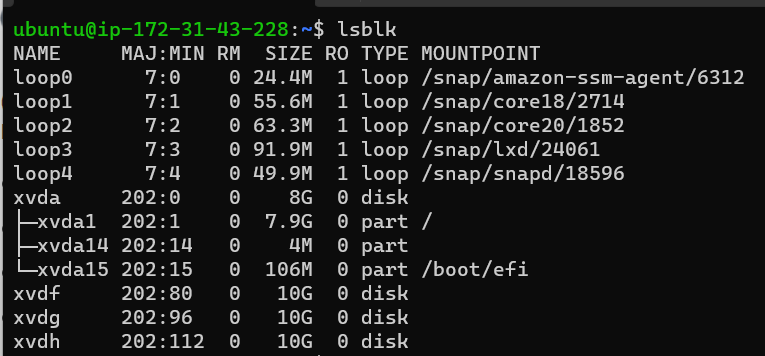 ubuntu@ip-172-31-43-228:~$ lsblk
NAME     MAJ:MIN RM  SIZE RO TYPE MOUNTPOINT
loop0      7:0    0 24.4M  1 loop /snap/amazon-ssm-agent/6312
loop1      7:1    0 55.6M  1 loop /snap/core18/2714
loop2      7:2    0 63.3M  1 loop /snap/core20/1852
loop3      7:3    0 91.9M  1 loop /snap/lxd/24061
loop4      7:4    0 49.9M  1 loop /snap/snapd/18596
xvda     202:0    0    8G  0 disk
├─xvda1  202:1    0  7.9G  0 part /
├─xvda14 202:14   0    4M  0 part
└─xvda15 202:15   0  106M  0 part /boot/efi
xvdf     202:80   0   10G  0 disk
xvdg     202:96   0   10G  0 disk
xvdh     202:112  0   10G  0 disk